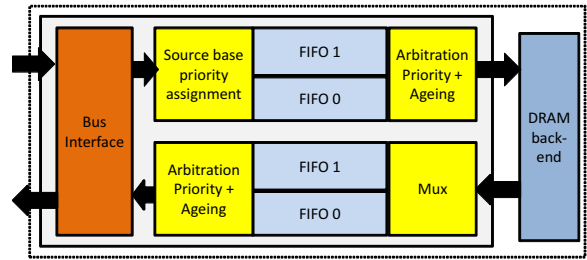 Bus
Interface
Source base
priority
assignment
FIFO 1
FIFO 0
Arbitration
Priority +
Ageing
DRAM
back-
end
Arbitration
Priority +
Ageing
FIFO 1
FIFO 0
Mux